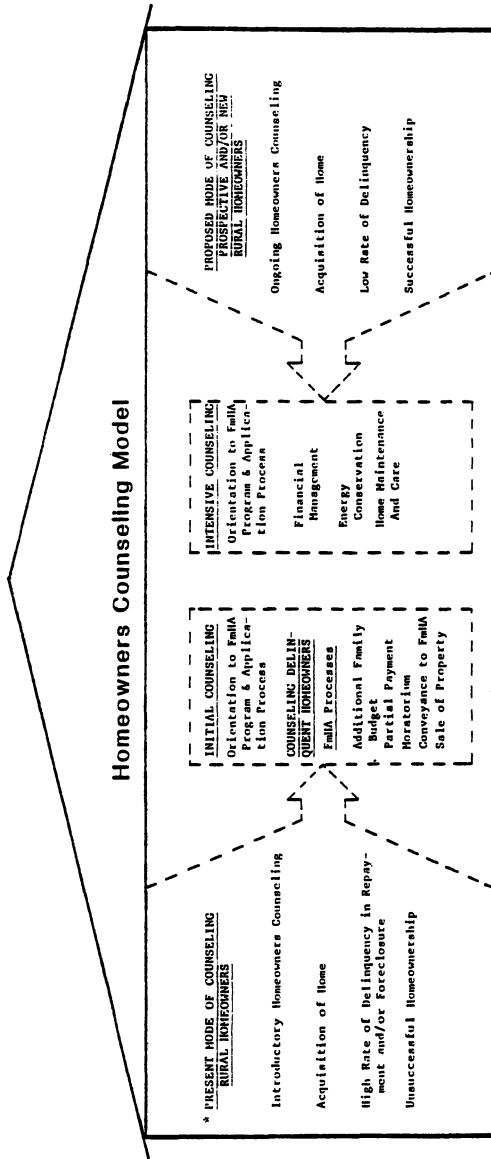 Homeowners Counseling Model
* PRESENT MODE OF COUNSELING
RURAL HOMEOWNERS
Introductory Homeowners Counseling
Acquisition of Home
High Rate of Delinquency in Repay-
ment and/or Foreclosure
Unsuccessful Homeownership
INITIAL COUNSELING
Orientation to FmHA
Program & Applica-
tion Process
COUNSELING DELIN-
QUENT HOMEOWNERS
FmHA Processes
Additional Family
Budget
Partial Payment
Moratorium
Conveyance to FmHA
Sale of Property
INTENSIVE COUNSELING
Orientation to FmHA
Program & Applica-
tion Process
Financial
Management
Energy
Conservation
Home Maintenance
And Care
PROPOSED MODE OF COUNSELING
PROSPECTIVE AND/OR NEW
RURAL HOMEOWNERS
Ongoing Homeowners Counseling
Acquisition of Home
Low Rate of Delinquency
Successful Homeownership